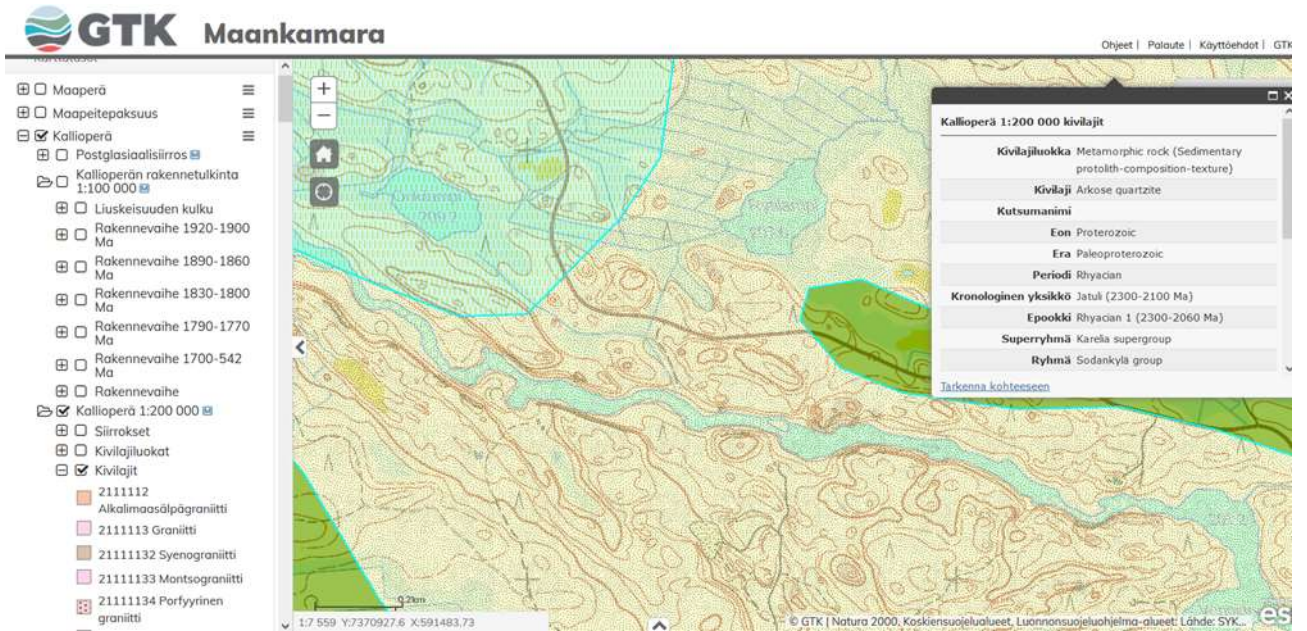 GTK Maankamara
Ohjeet | Palaute | Käyttöehdot | GTK
Maaperä
Maapeitepaksuus
Kallioperä
Postglasiaalisiirros M
Kallioperän rakennetulkinta
1:100 000 M
Liuskeisuuden kulku
Rakennevaihe 1920-1900
Ma
Rakennevaihe 1890-1860
Ma
Rakennevaihe 1830-1800
Ma
Rakennevaihe 1790-1770
Ma
Rakennevaihe 1700-542
Ma
Rakennevaihe
Kallioperä 1:200 000 M
Siirrokset
Kivilajiluokat
Kivilajit
2111112
Alkalimaasälpägraniitti
2111113 Graniitti
21111132 Syenograniitti
21111133 Montsograniitti
21111134 Porfyyrinen
graniitti
Kallioperä 1:200 000 kivilajit
Kivilajiluokka Metamorphic rock (Sedimentary
protolith-composition-texture)
Kivilaji Arkose quartzite
Kutsumanimi
Eon Proterozoic
Era Paleoproterozoic
Periodi Rhyacian
Kronologinen yksikkö Jatuli (2300-2100 Ma)
Epookki Rhyacian 1 (2300-2060 Ma)
Superryhmä Karelia supergroup
Ryhmä Sodankylä group
Tarkenna kohteeseen
0.2km
1:7 559 Y:7370927.6 X:591483.73
© GTK | Natura 2000, Koskiensuojelualueet, Luonnonsuojeluohjelma-alueet: Lähde: SYK...
es